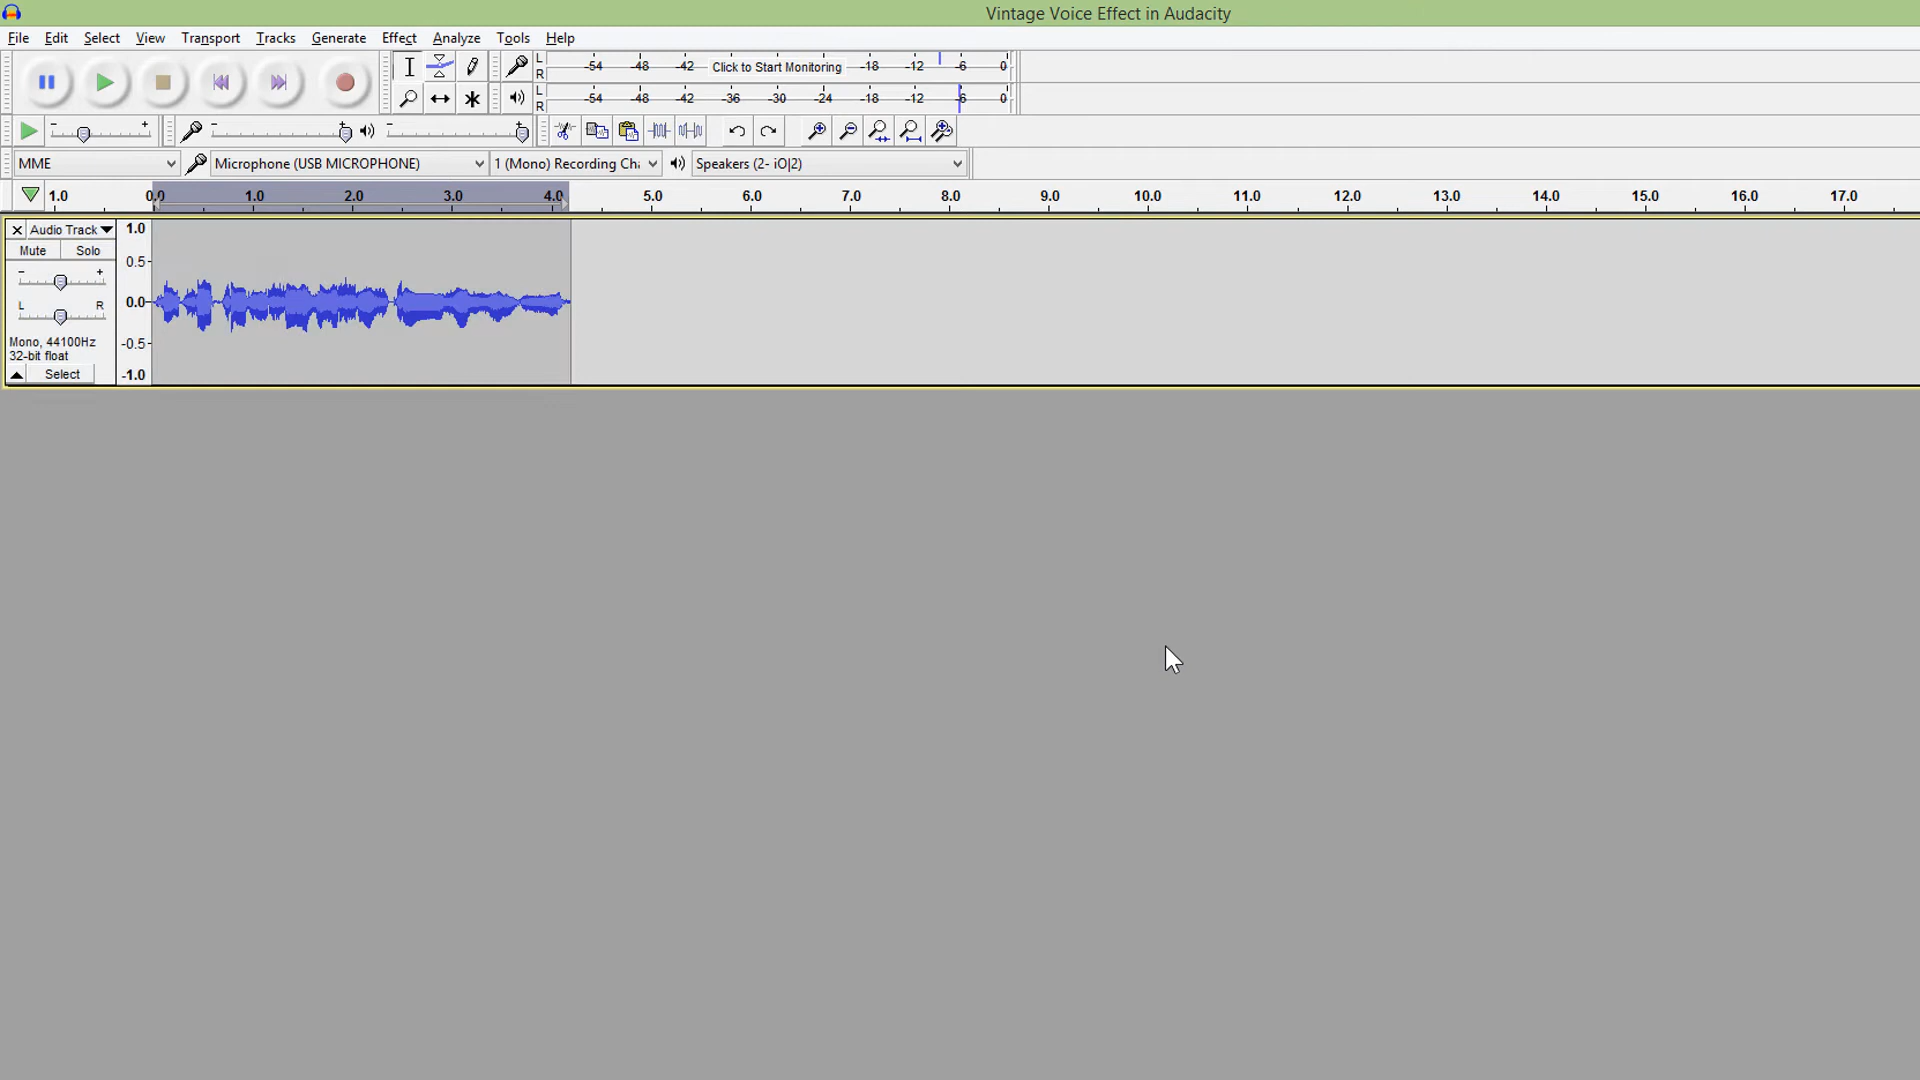 Vintage Voice Effect in Audacity
File Edit Select View Transport Tracks Generate Effect Analyze Tools Help
L R -54 -48 -42 Click to Start Monitoring -18 -12 -6 0
L R -54 -48 -42 -36 -30 -24 -18 -12 -6 0
MME Microphone (USB MICROPHONE) 1 (Mono) Recording Cha Speakers (2- iO|2)
1.0 0.0 1.0 2.0 3.0 4.0 5.0 6.0 7.0 8.0 9.0 10.0 11.0 12.0 13.0 14.0 15.0 16.0 17.0
Audio Track 1.0
Mute Solo
0.5
L R 0.0
Mono, 44100Hz -0.5
32-bit float
Select -1.0